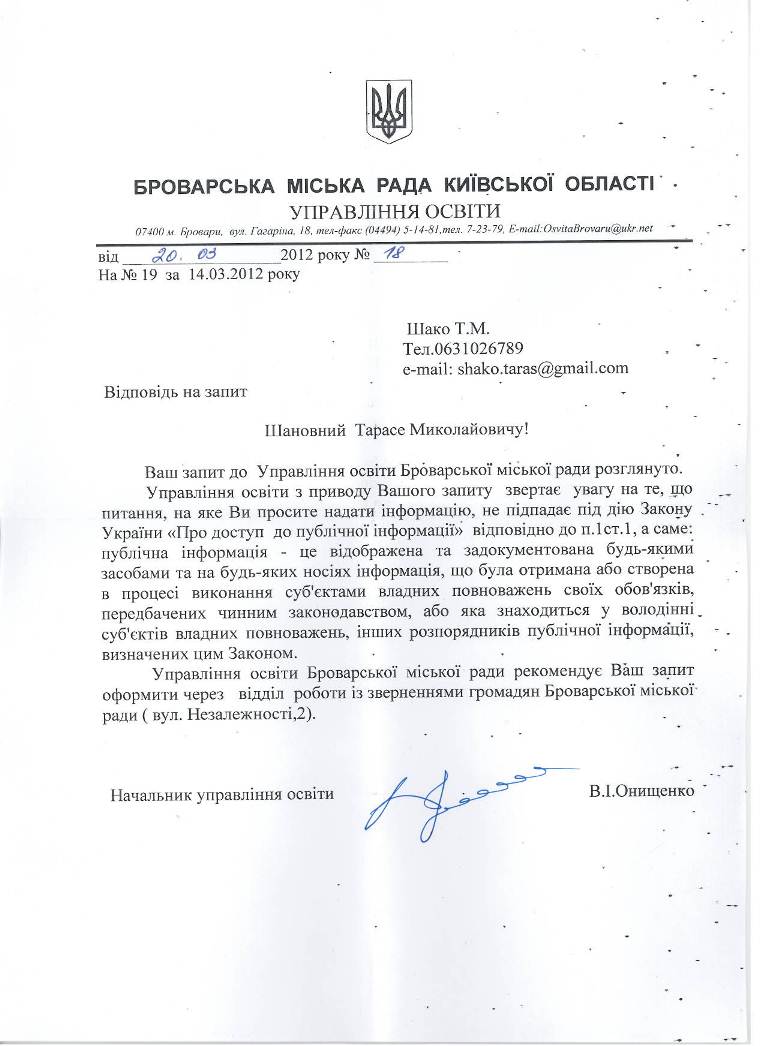 БРОВАРСЬКА МІСЬКА РАДА КИЇВСЬКОЇ ОБЛАСТІ
УПРАВЛІННЯ ОСВІТИ
07400 м. Бровари, вул. Гагаріна, 18, тел-факс (04494) 5-14-81,тел. 7-23-79, E-mail:OsvitaBrovaru@ukr.net
від 20. 03 2012 року № 18
На № 19 за 14.03.2012 року
Шако Т.М.
Тел.0631026789
e-mail: shako.taras@gmail.com
Відповідь на запит
Шановний Тарасе Миколайовичу!
Ваш запит до Управління освіти Броварської міської ради розглянуто.
Управління освіти з приводу Вашого запиту звертає увагу на те, що
питання, на яке Ви просите надати інформацію, не підпадає під дію Закону
України «Про доступ до публічної інформації» відповідно до п.1ст.1, а саме:
публічна інформація - це відображена та задокументована будь-якими
засобами та на будь-яких носіях інформація, що була отримана або створена
в процесі виконання суб'єктами владних повноважень своїх обов'язків,
передбачених чинним законодавством, або яка знаходиться у володінні
суб'єктів владних повноважень, інших розпорядників публічної інформації,
визначених цим Законом.
Управління освіти Броварської міської ради рекомендує Ваш запит
оформити через відділ роботи із зверненнями громадян Броварської міської
ради ( вул. Незалежності,2).
Начальник управління освіти В.І.Онищенко